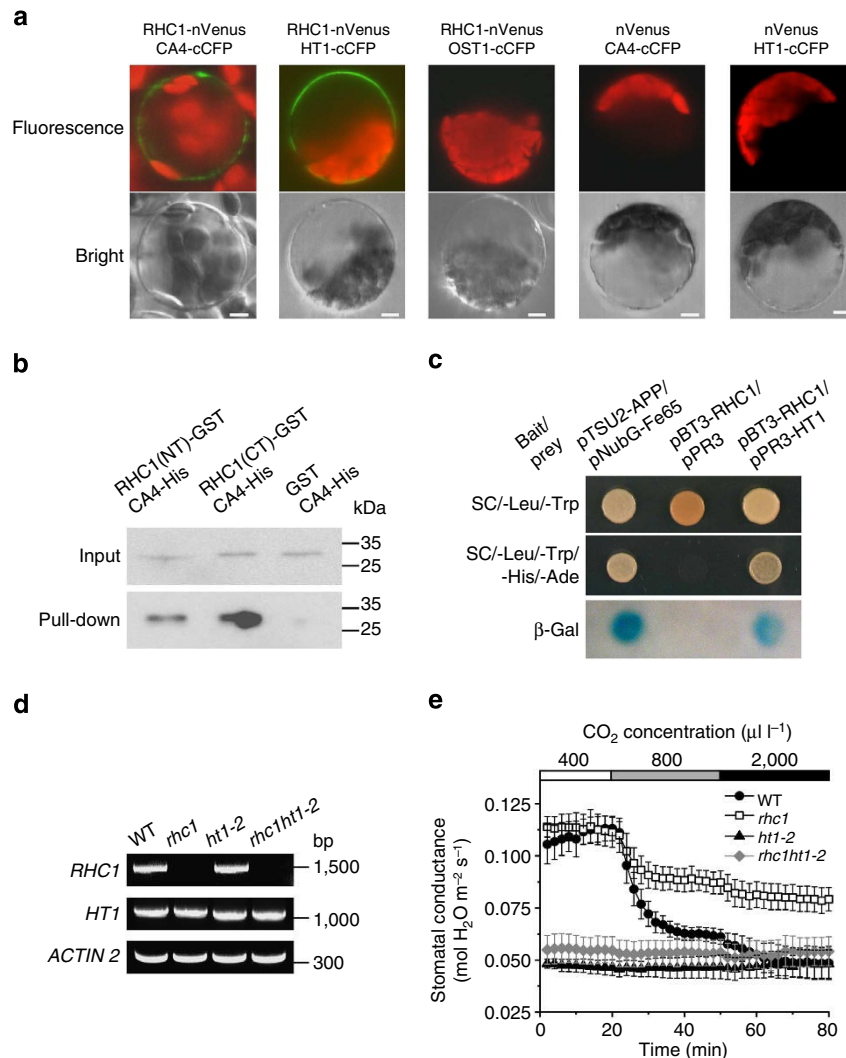 a
RHC1-nVenus
CA4-cCFP
RHC1-nVenus
HT1-cCFP
RHC1-nVenus
OST1-cCFP
nVenus
CA4-cCFP
nVenus
HT1-cCFP
Fluorescence
Bright
b
RHC1(NT)-GST
CA4-His
RHC1(CT)-GST
CA4-His
GST
CA4-His
kDa
Input
35
25
Pull-down
35
25
c
Bait/
prey
pTSU2-APP/
pNubG-Fe65
pBT3-RHC1/
pPR3
pBT3-RHC1/
pPR3-HT1
SC/-Leu/-Trp
SC/-Leu/-Trp/
-His/-Ade
β-Gal
d
WT
rhc1
ht1-2
rhc1ht1-2
bp
RHC1
1,500
HT1
1,000
ACTIN 2
300
e
CO₂ concentration (µl l⁻¹)
400 800 2,000
WT
rhc1
ht1-2
rhc1ht1-2
Stomatal conductance
(mol H₂O m⁻² s⁻¹)
0.125
0.100
0.075
0.050
0.025
0 20 40 60 80
Time (min)